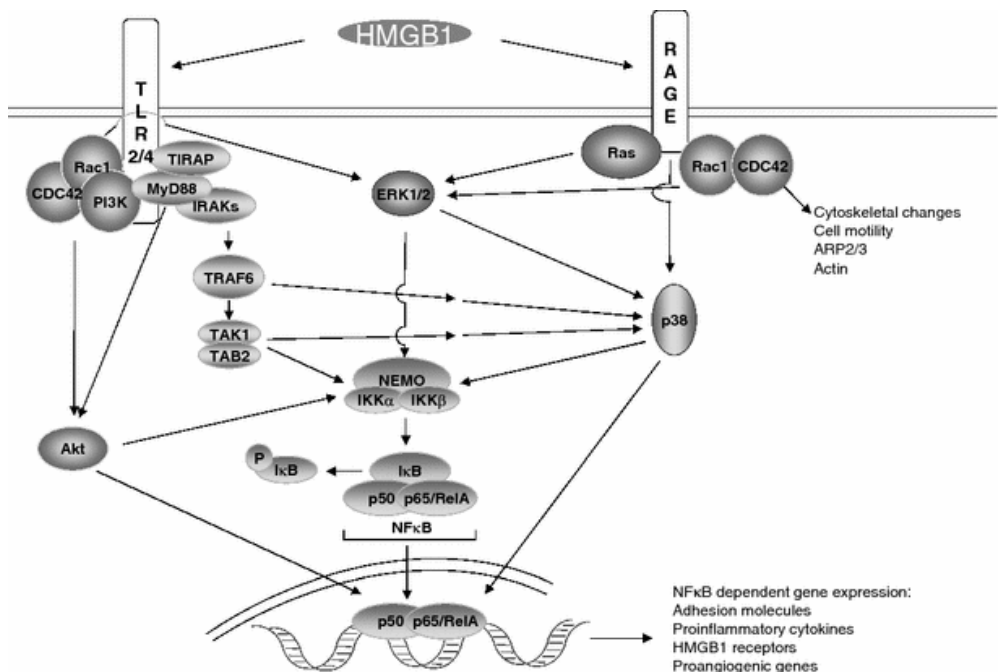 HMGB1
TLR
2/4
RAGE
Rac1
TIRAP
CDC42
PI3K
MyD88
IRAKs
ERK1/2
Ras
Rac1
CDC42
Cytoskeletal changes
Cell motility
ARP2/3
Actin
TRAF6
p38
TAK1
TAB2
NEMO
IKKα
IKKβ
Akt
P
IκB
IκB
p50
p65/RelA
NFκB
p50
p65/RelA
NFκB dependent gene expression:
Adhesion molecules
Proinflammatory cytokines
HMGB1 receptors
Proangiogenic genes